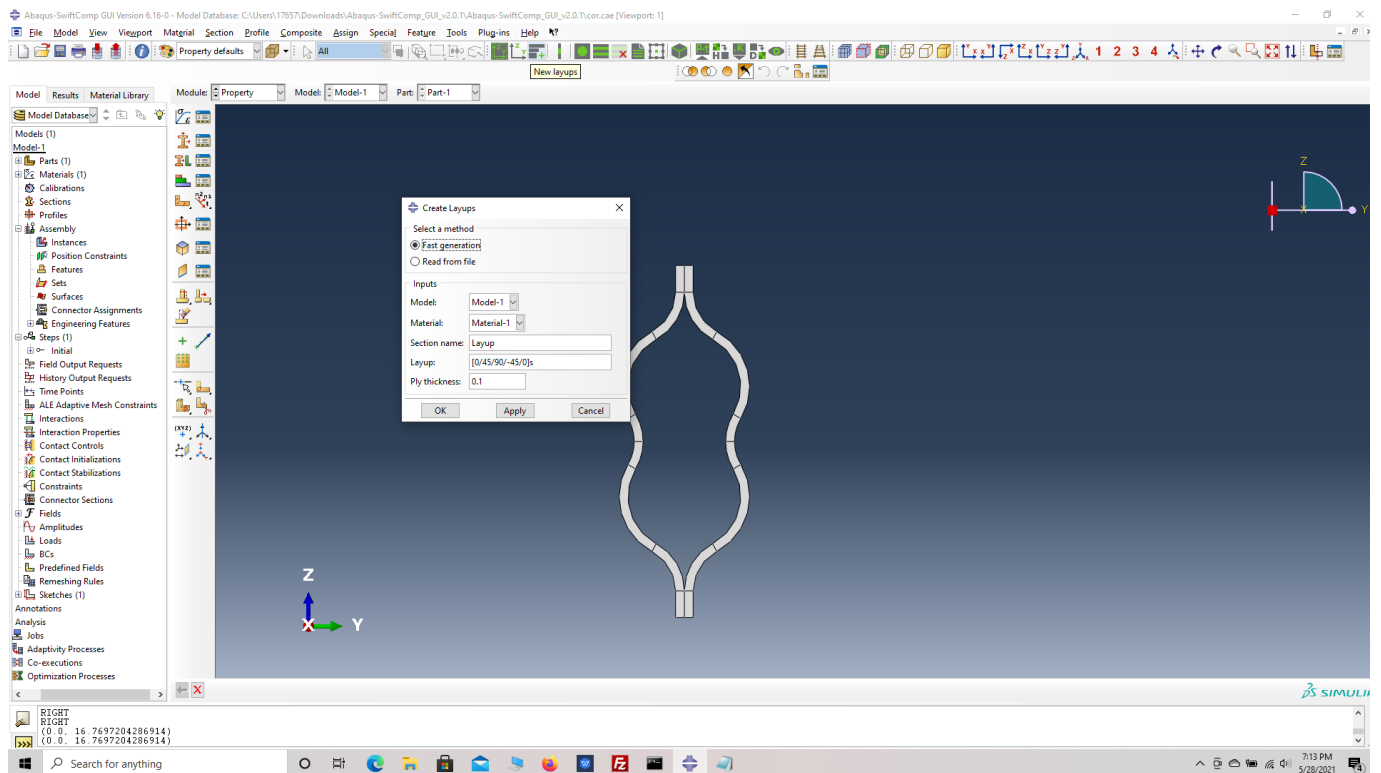 Abaqus-SwiftComp GUI Version 6.16-0 - Model Database: C:\Users\17657\Downloads\Abaqus-SwiftComp_GUI_v2.0.1\Abaqus-SwiftComp_GUI_v2.0.1\cor.cae [Viewport: 1]
File Model Viewport View Material Section Profile Composite Assign Special Feature Tools Plug-ins Help
Property defaults All 1 2 3 4
New layups
Model Results Material Library Module: Property Model: Model-1 Part: Part-1
Model Database
Models (1)
Model-1
Parts (1)
Materials (1)
Calibrations
Sections
Profiles
Assembly
Instances
Position Constraints
Features
Sets
Surfaces
Connector Assignments
Engineering Features
Steps (1)
Initial
Field Output Requests
History Output Requests
Time Points
ALE Adaptive Mesh Constraints
Interactions
Interaction Properties
Contact Controls
Contact Initializations
Contact Stabilizations
Constraints
Connector Sections
Fields
Amplitudes
Loads
BCs
Predefined Fields
Remeshing Rules
Sketches (1)
Annotations
Analysis
Jobs
Adaptivity Processes
Co-executions
Optimization Processes
(XYZ)
Create Layups
Select a method
Fast generation
Read from file
Inputs
Model: Model-1
Material: Material-1
Section name: Layup
Layup: [0/45/90/-45/0]s
Ply thickness: 0.1
OK Apply Cancel
Z
X Y
Z
X Y
SIMULIA
RIGHT
RIGHT
(0.0, 16.7697204286914)
(0.0, 16.7697204286914)
Search for anything
7:13 PM
5/28/2021